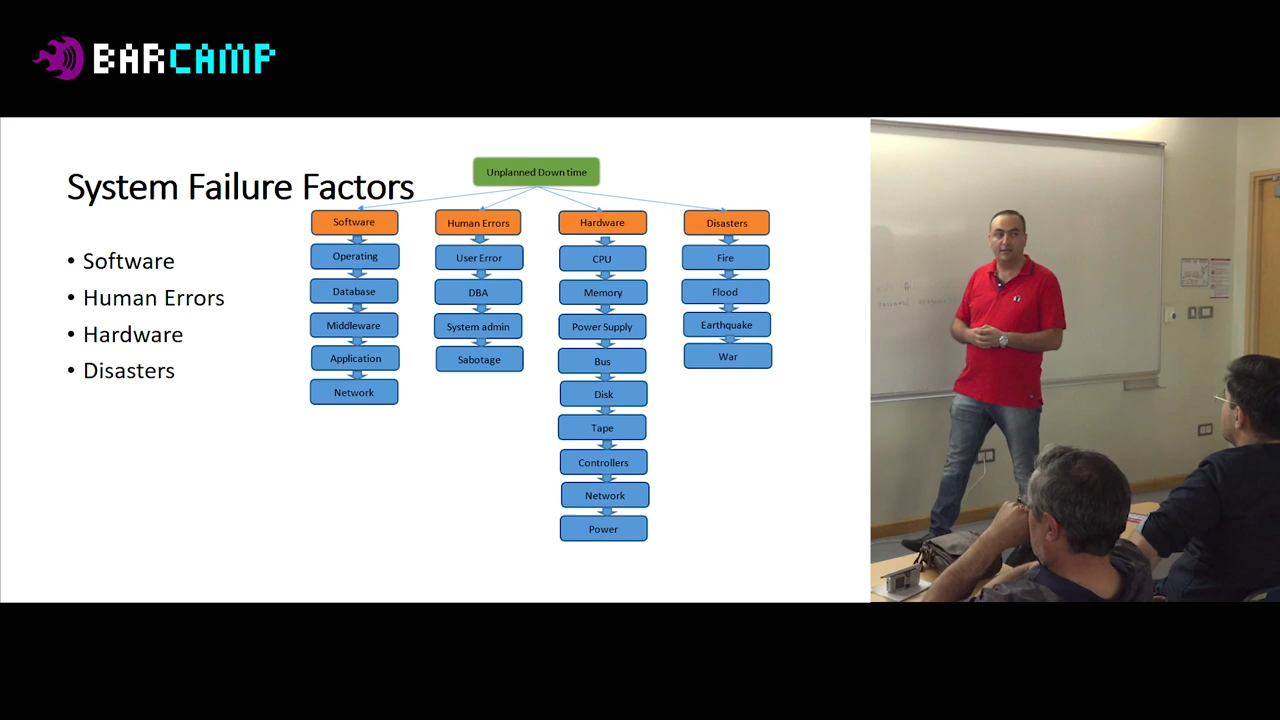 BARCAMP
System Failure Factors
• Software
• Human Errors
• Hardware
• Disasters
Unplanned Down time
Software
Operating
Database
Middleware
Application
Network
Human Errors
User Error
DBA
System admin
Sabotage
Hardware
CPU
Memory
Power Supply
Bus
Disk
Tape
Controllers
Network
Power
Disasters
Fire
Flood
Earthquake
War